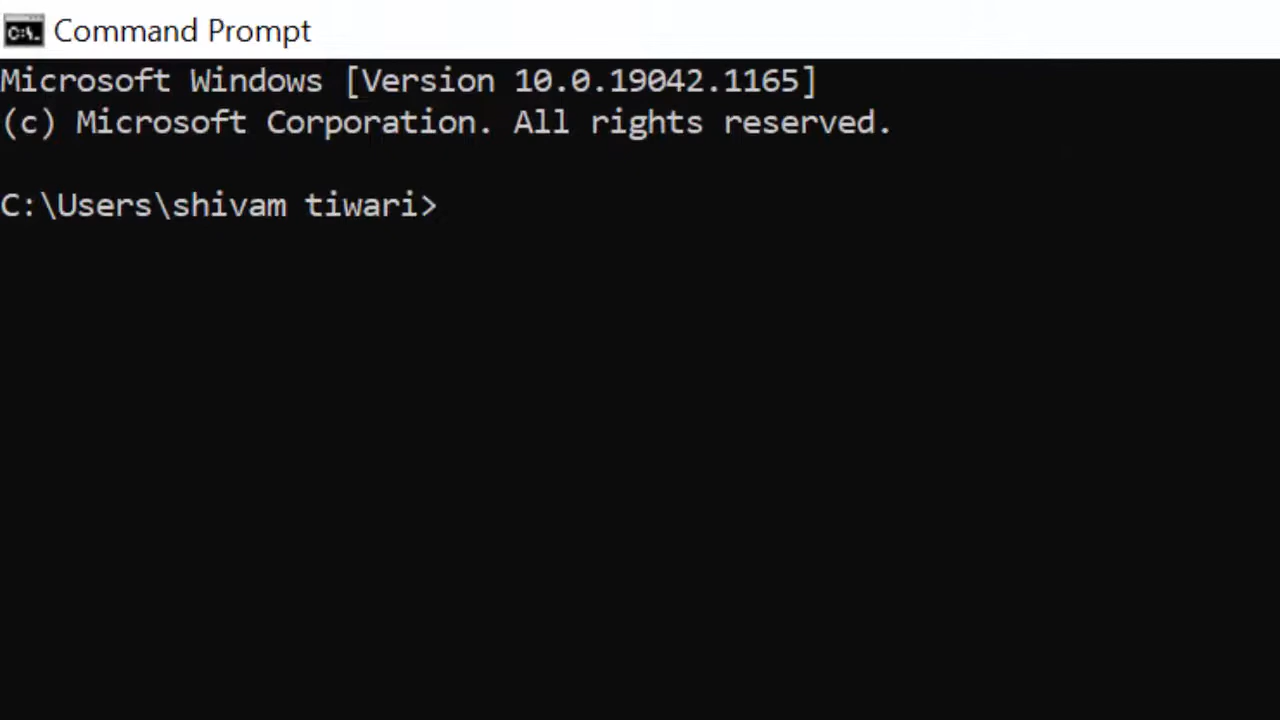 Command Prompt
Microsoft Windows [Version 10.0.19042.1165]
(c) Microsoft Corporation. All rights reserved.
C:\Users\shivam tiwari>